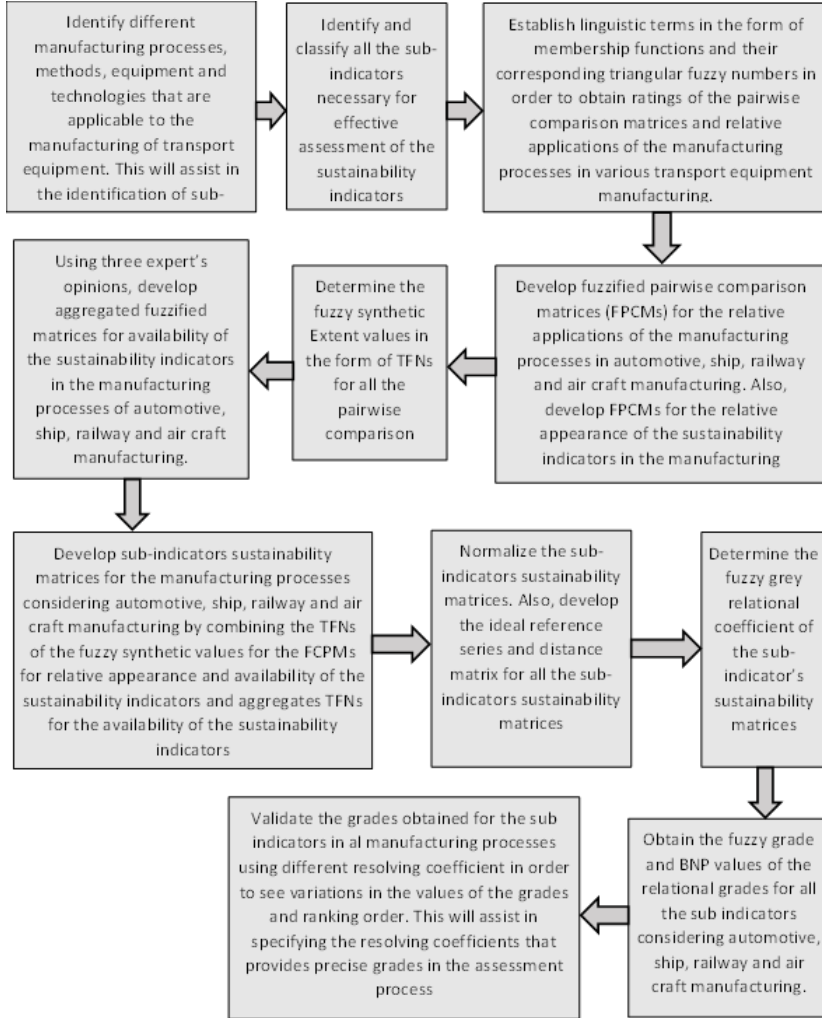 Identify different
manufacturing processes,
methods, equipment and
technologies that are
applicable to the
manufacturing of transport
equipment. This will assist in
the identification of sub-
Identify and
classify all the sub-
indicators
necessary for
effective
assessment of the
sustainability
indicators
Establish linguistic terms in the form of
membership functions and their
corresponding triangular fuzzy numbers in
order to obtain ratings of the pairwise
comparison matrices and relative
applications of the manufacturing
processes in various transport equipment
manufacturing.
Develop fuzzified pairwise comparison
matrices (FPCMs) for the relative
applications of the manufacturing
processes in automotive, ship, railway
and air craft manufacturing. Also,
develop FPCMs for the relative
appearance of the sustainability
indicators in the manufacturing
Determine the
fuzzy synthetic
Extent values in
the form of TFNs
for all the
pairwise
comparison
Using three expert's
opinions, develop
aggregated fuzzified
matrices for availability of
the sustainability indicators
in the manufacturing
processes of automotive,
ship, railway and air craft
manufacturing.
Develop sub-indicators sustainability
matrices for the manufacturing processes
considering automotive, ship, railway and air
craft manufacturing by combining the TFNs
of the fuzzy synthetic values for the FCPMs
for relative appearance and availability of the
sustainability indicators and aggregates TFNs
for the availability of the sustainability
indicators
Normalize the sub-
indicators sustainability
matrices. Also, develop
the ideal reference
series and distance
matrix for all the sub-
indicators sustainability
matrices
Determine the
fuzzy grey
relational
coefficient of
the sub-
indicator's
sustainability
matrices
Obtain the fuzzy grade
and BNP values of the
relational grades for all
the sub indicators
considering automotive,
ship, railway and air
craft manufacturing.
Validate the grades obtained for the sub
indicators in al manufacturing processes
using different resolving coefficient in order
to see variations in the values of the grades
and ranking order. This will assist in
specifying the resolving coefficients that
provides precise grades in the assessment
process